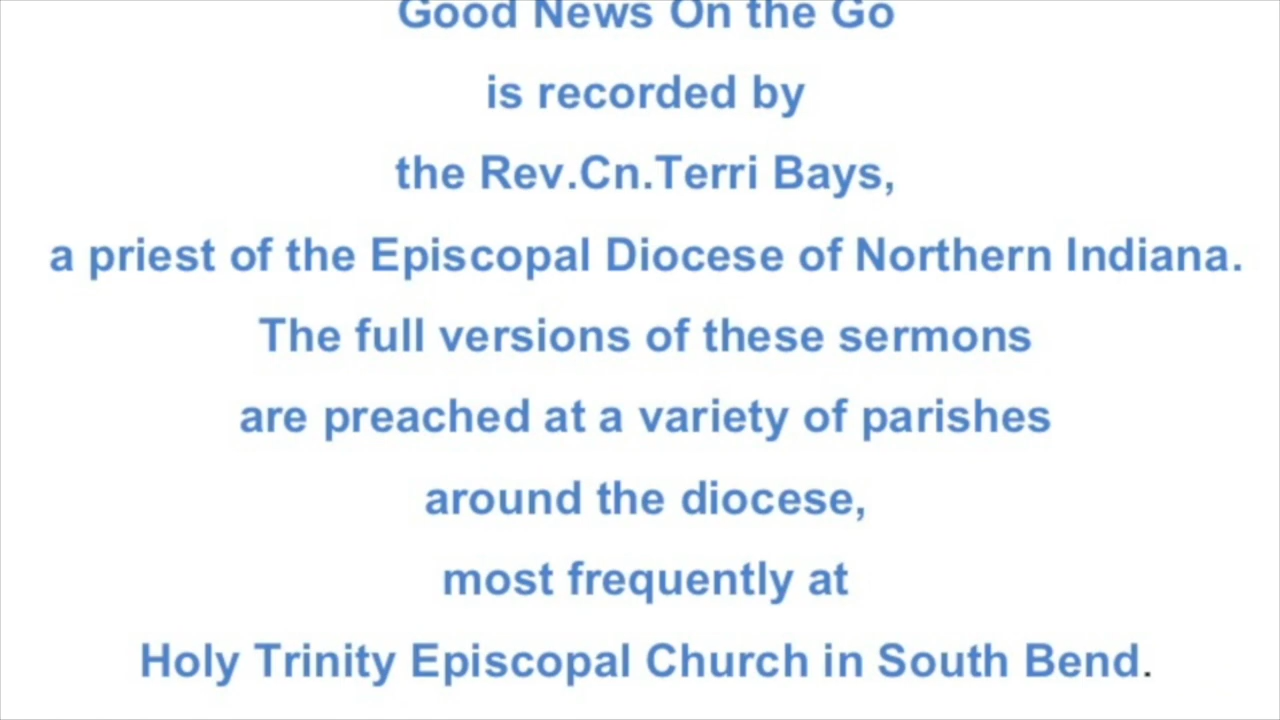 Good News On the Go
is recorded by
the Rev.Cn.Terri Bays,
a priest of the Episcopal Diocese of Northern Indiana.
The full versions of these sermons
are preached at a variety of parishes
around the diocese,
most frequently at
Holy Trinity Episcopal Church in South Bend.